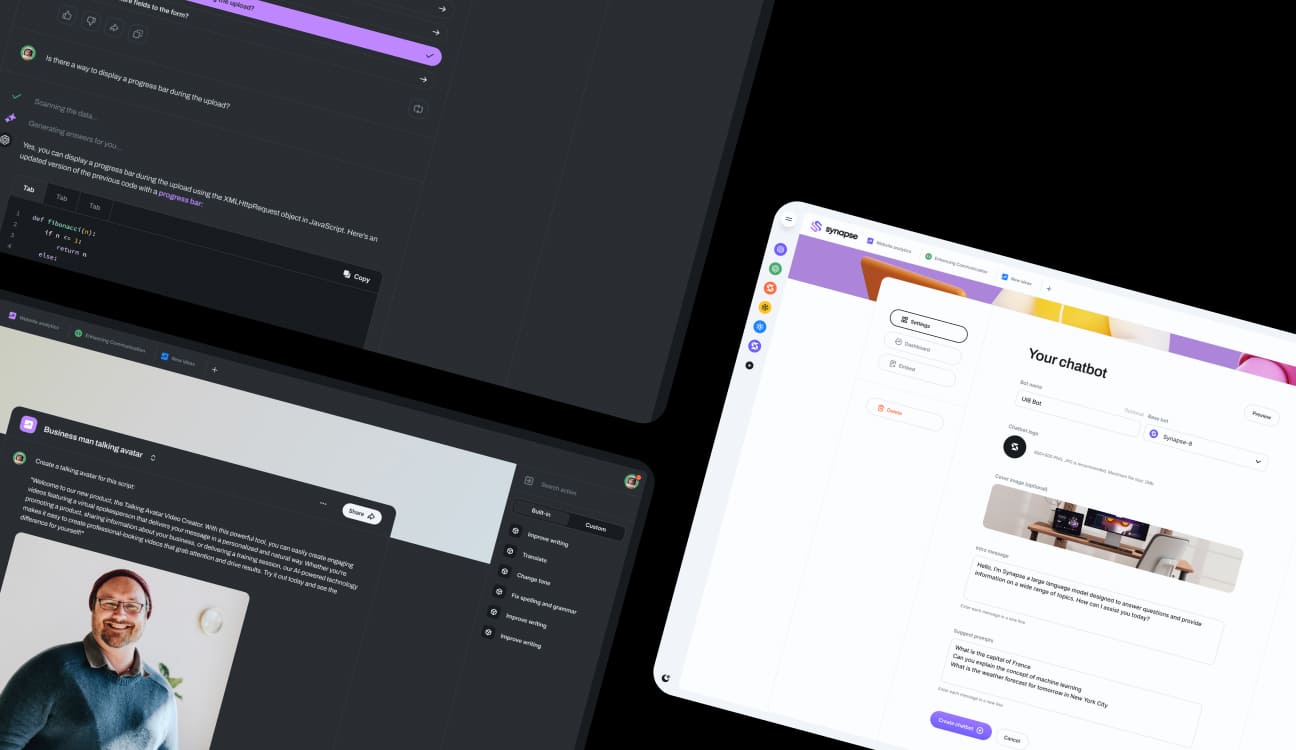 the upload?
fields to the form?
Is there a way to display a progress bar during the upload?
Scanning the data...
Generating answers for you...
Yes, you can display a progress bar during the upload using the XMLHttpRequest object in JavaScript. Here's an
updated version of the previous code with a progress bar:
Tab
Tab
Tab
Copy
1 def fibonacci(n):
2 if n <= 1:
3 return n
4 else:
Website analytics
Enhancing Communication
New ideas
+
Business man talking avatar
Share
Create a talking avatar for this script:
"Welcome to our new product, the Talking Avatar Video Creator. With this powerful tool, you can easily create engaging
videos featuring a virtual spokesperson that delivers your message in a personalized and natural way. Whether you're
promoting a product, sharing information about your business, or delivering a training session, our AI-powered technology
makes it easy to create professional-looking videos that grab attention and drive results. Try it out today and see the
difference for yourself!"
Search action
Built-in
Custom
Improve writing
Translate
Change tone
Fix spelling and grammar
Improve writing
Improve writing
synapse
Website analytics
Enhancing Communication
New ideas
+
Settings
Dashboard
Embed
Delete
Your chatbot
Preview
Bot name
Optional
UI8 Bot
Base bot
Synapse-8
Chatbot logo
Cover image (optional)
Intro message
Hello, I'm Synapse a large language model designed to answer questions and provide
information on a wide range of topics. How can I assist you today?
Enter each message in a new line
Suggest prompts
What is the capital of France
Can you explain the concept of machine learning
What is the weather forecast for tomorrow in New York City
Enter each message in a new line
Create chatbot
Cancel